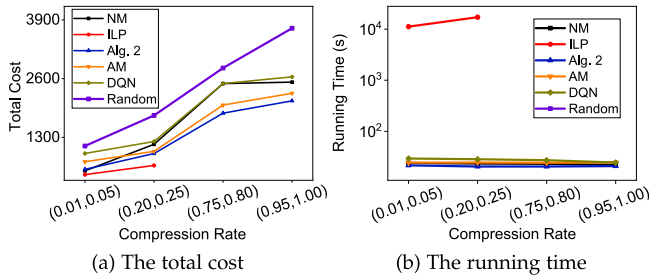 Total Cost
3900
2600
1300
NM
ILP
Alg. 2
AM
DQN
Random
(0.01,0.05)
(0.20,0.25)
(0.75,0.80)
(0.95,1.00)
Compression Rate
(a) The total cost
Running Time (s)
10^4
10^3
10^2
NM
ILP
Alg. 2
AM
DQN
Random
(0.01,0.05)
(0.20,0.25)
(0.75,0.80)
(0.95,1.00)
Compression Rate
(b) The running time